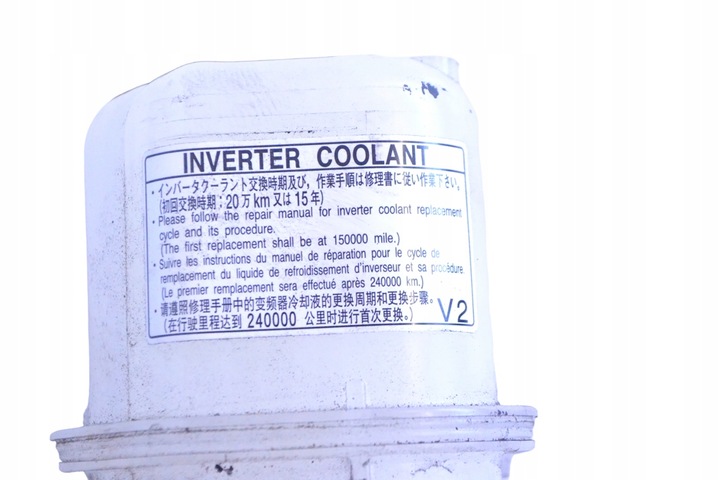 INVERTER COOLANT
・インバータクーラント交換時期及び，作業手順は修理書に従い作業下さい。
(初回交換時期：20万km又は15年)
・Please follow the repair manual for inverter coolant replacement
cycle and its procedure.
(The first replacement shall be at 150000 mile.)
・Suivre les instructions du manuel de réparation pour le cycle de
remplacement du liquide de refroidissement d'inverseur et sa procédure.
(Le premier remplacement sera effectué après 240000 km.)
・请遵照修理手册中的变频器冷却液的更换周期和更换步骤。
(在行驶里程达到 240000 公里时进行首次更换。) V2